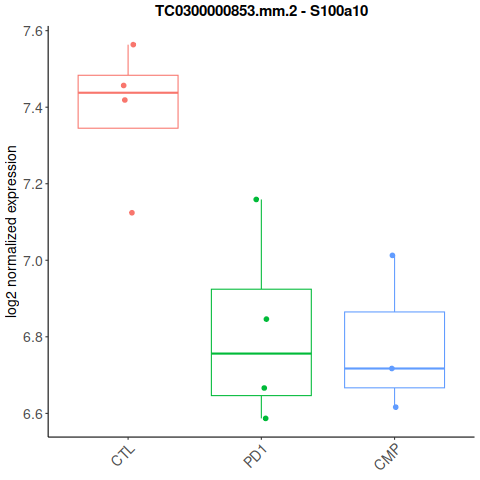 TC0300000853.mm.2 - S100a10
log2 normalized expression
7.6
7.4
7.2
7.0
6.8
6.6
CTL
PD1
CMP